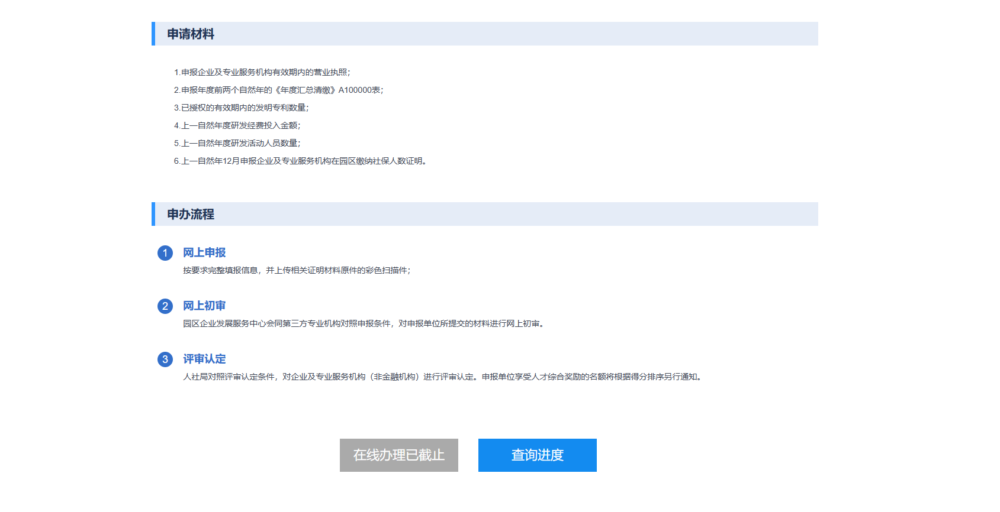 申请材料
1.申报企业及专业服务机构有效期内的营业执照；
2.申报年度前两个自然年的《年度汇总清缴》A100000表；
3.已授权的有效期内的发明专利数量；
4.上一自然年度研发经费投入金额；
5.上一自然年度研发活动人员数量；
6.上一自然年12月申报企业及专业服务机构在园区缴纳社保人数证明。
申办流程
1 网上申报
按要求完整填报信息，并上传相关证明材料原件的彩色扫描件；
2 网上初审
园区企业发展服务中心会同第三方专业机构对照申报条件，对申报单位所提交的材料进行网上初审。
3 评审认定
人社局对照评审认定条件，对企业及专业服务机构（非金融机构）进行评审认定。申报单位享受人才综合奖励的名额将根据得分排序另行通知。
在线办理已截止 查询进度